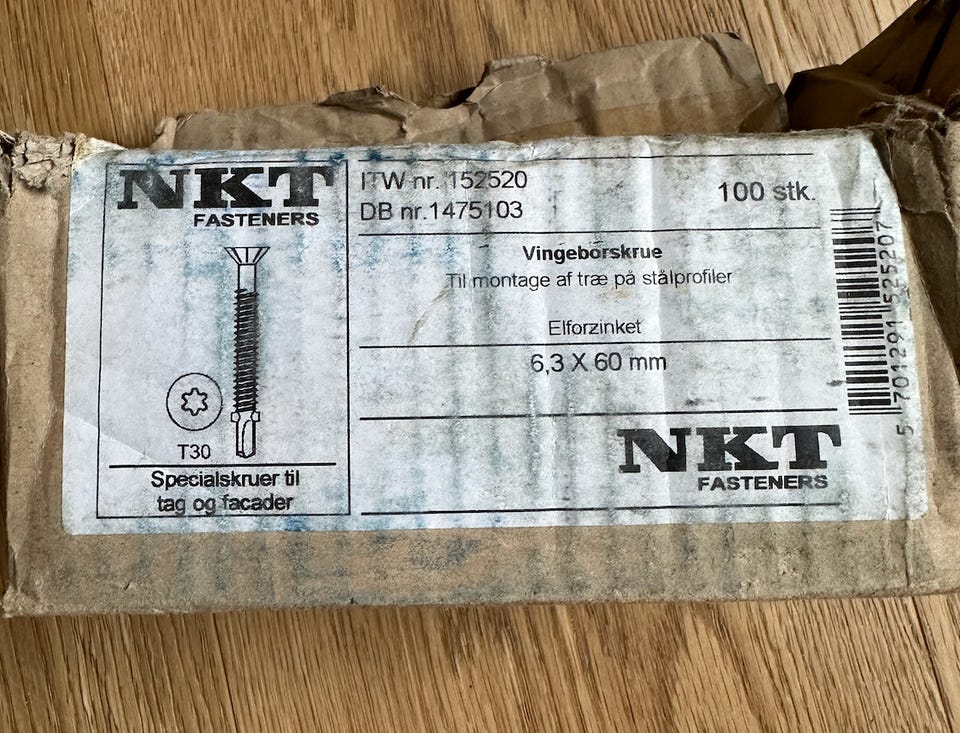 NKT
FASTENERS
T30
Specialskruer til
tag og facader
ITW nr. 152520
DB nr.1475103
100 stk.
Vingeborskrue
Til montage af træ på stålprofiler
Elforzinket
6,3 X 60 mm
NKT
FASTENERS
5 701291 525207